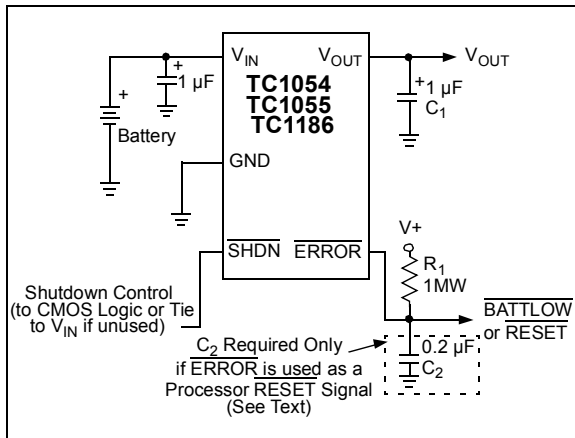 VIN
VOUT
VOUT
+
1 µF
TC1054
TC1055
TC1186
+
1 µF
C1
+
Battery
GND
V+
SHDN
ERROR
R1
1MW
Shutdown Control
(to CMOS Logic or Tie
to VIN if unused)
BATTLOW
or RESET
C2 Required Only
if ERROR is used as a
Processor RESET Signal
(See Text)
0.2 µF
C2